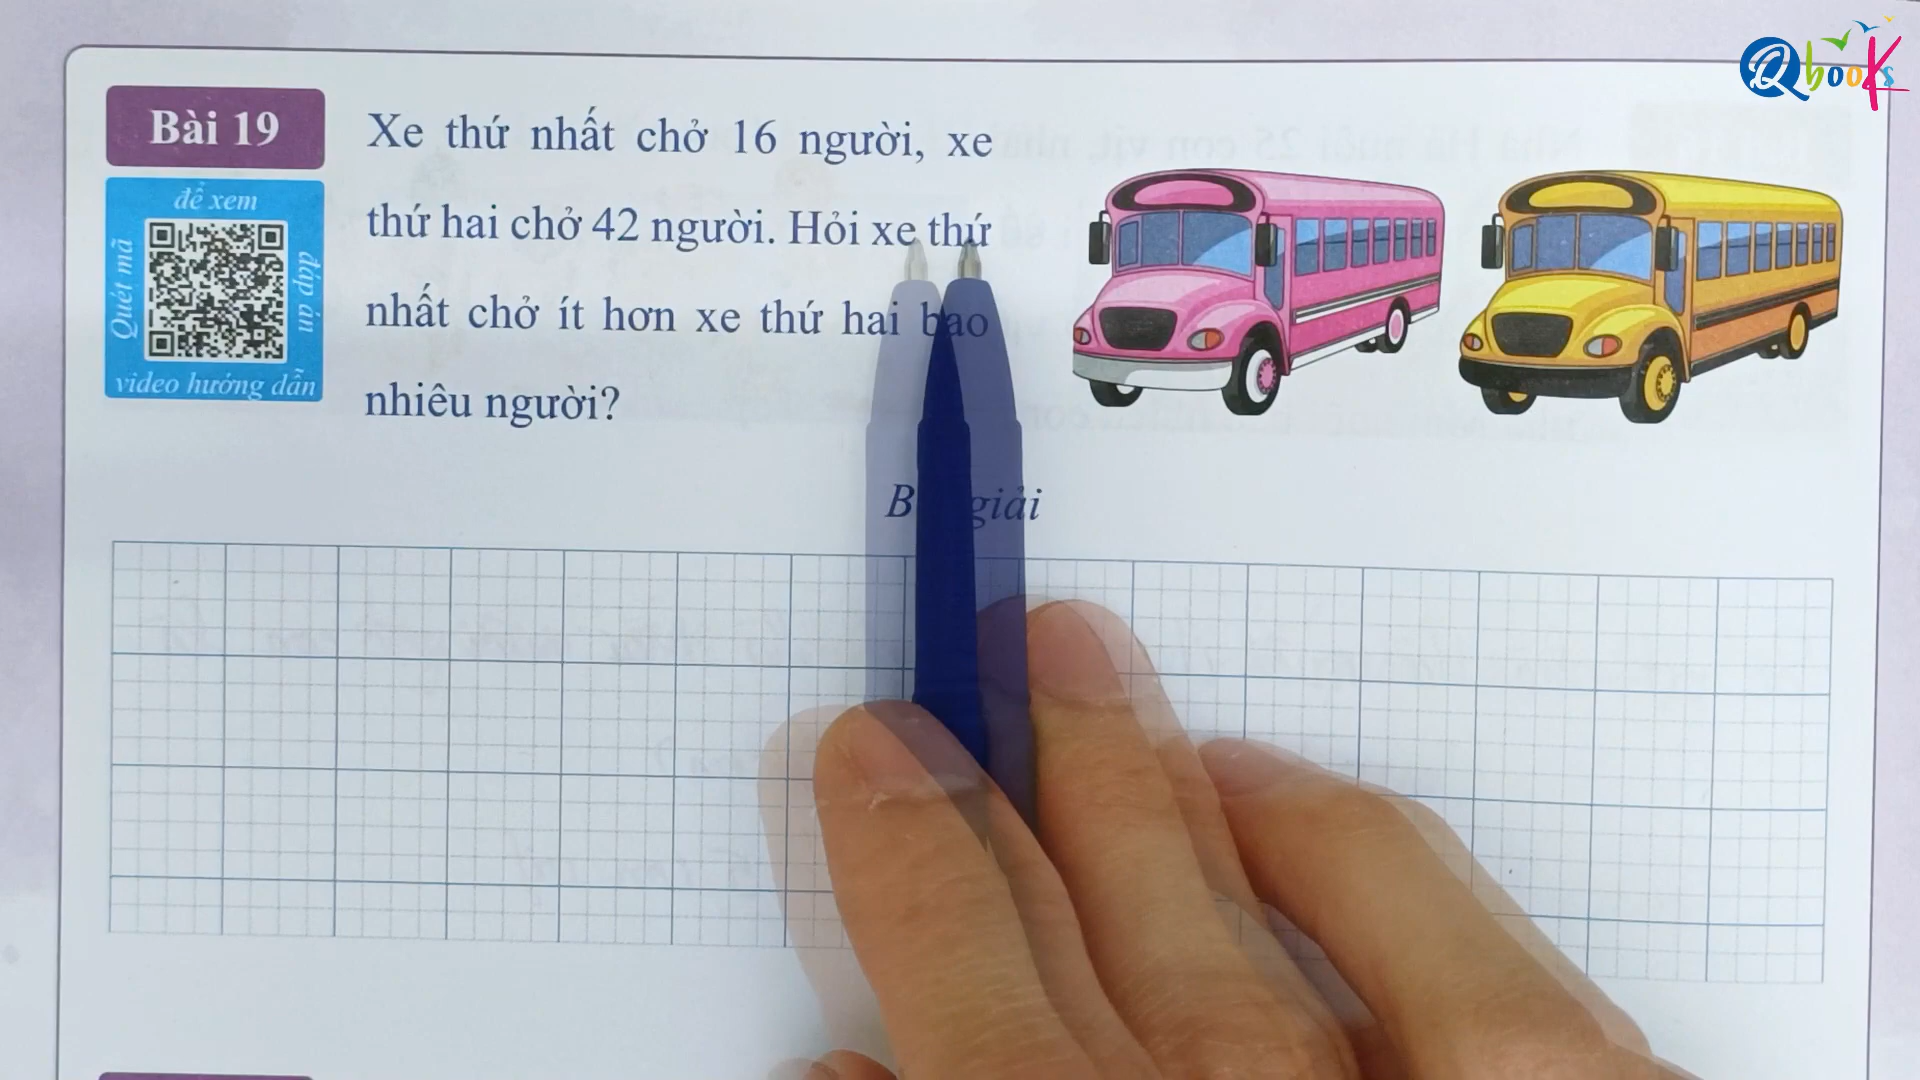 Qbooks
Bài 19
để xem
Quét mã
đáp án
video hướng dẫn
Xe thứ nhất chở 16 người, xe
thứ hai chở 42 người. Hỏi xe thứ
nhất chở ít hơn xe thứ hai bao
nhiêu người?
giải